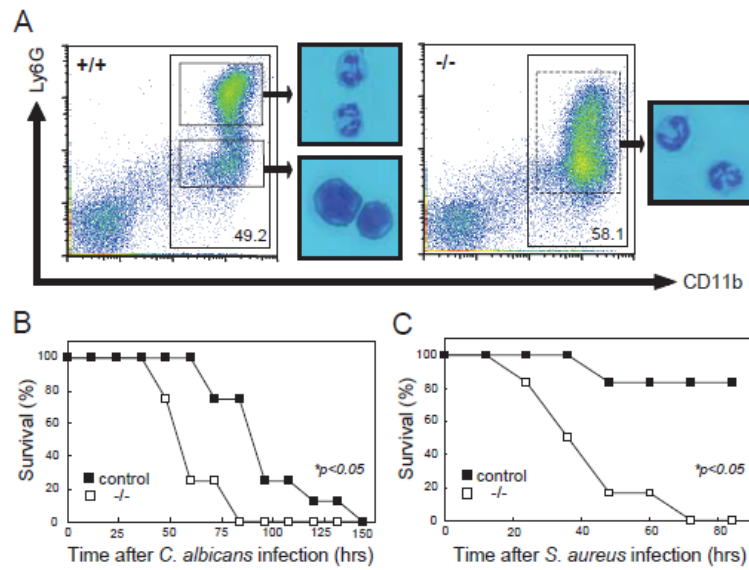 A
Ly6G
+/+
-/-
49.2
58.1
CD11b
B
Survival (%)
100
80
60
40
20
0
control
-/-
*p<0.05
0
25
50
75
100
125
150
Time after C. albicans infection (hrs)
C
Survival (%)
100
80
60
40
20
0
control
-/-
*p<0.05
0
20
40
60
80
Time after S. aureus infection (hrs)